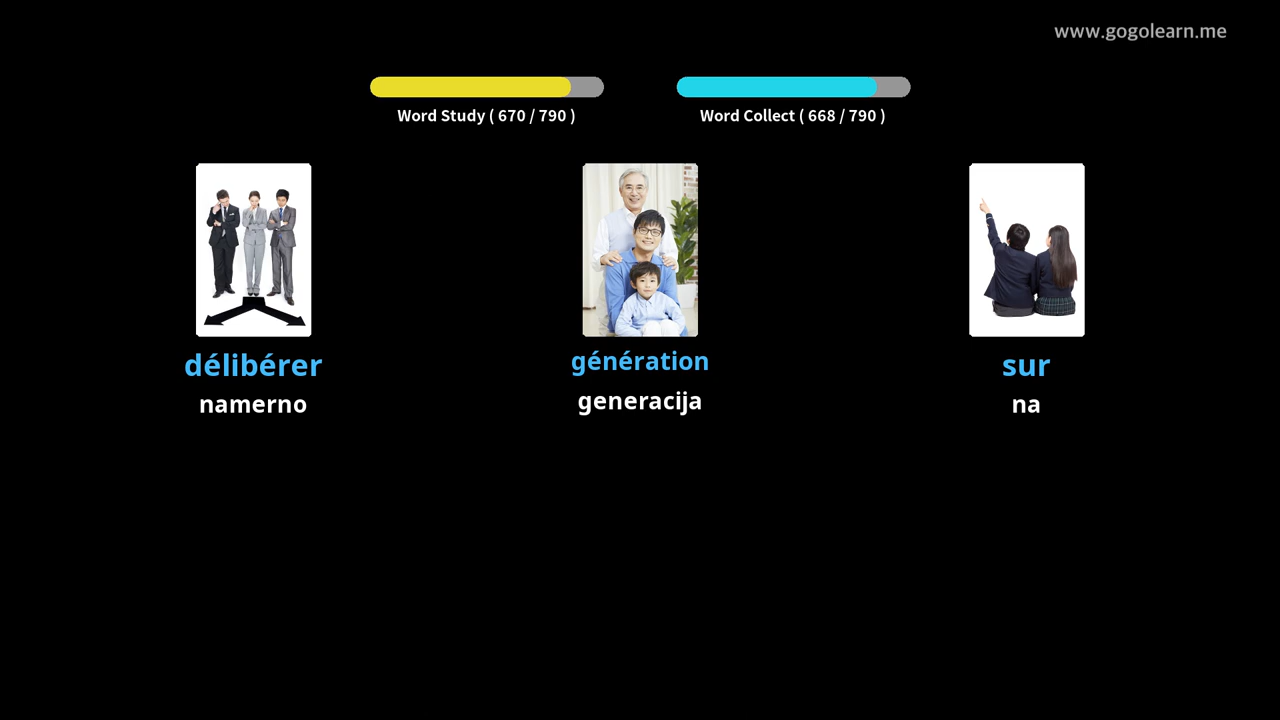 www.gogolearn.me
Word Study ( 670 / 790 )
Word Collect ( 668 / 790 )
délibérer
namerno
génération
generacija
sur
na